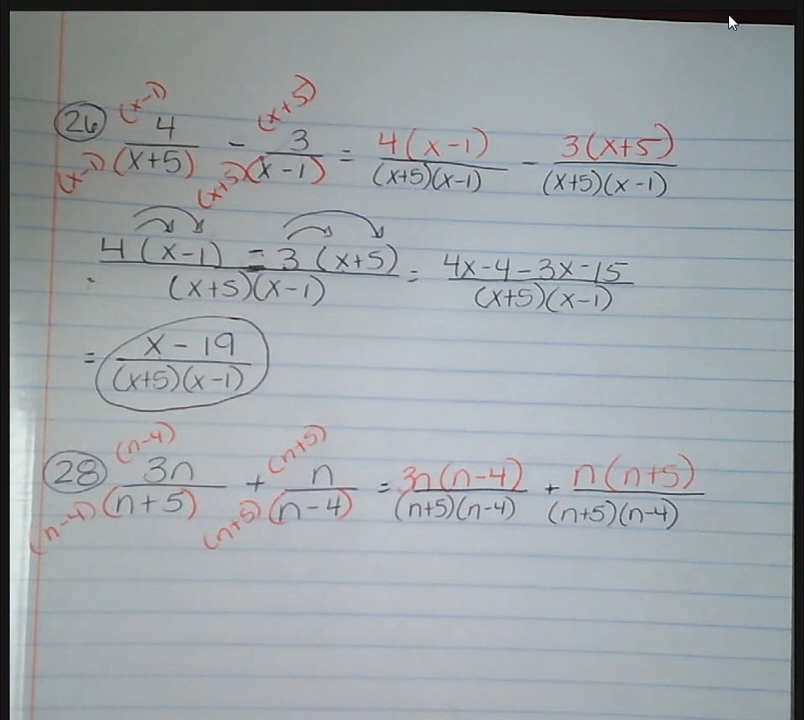 (x-1) (x+5)
26 4/(x+5) - 3/(x-1) = 4(x-1)/(x+5)(x-1) - 3(x+5)/(x+5)(x-1)
(x-1) (x+5)
4(x-1) - 3(x+5)/(x+5)(x-1) = 4x-4-3x-15/(x+5)(x-1)
= x-19/(x+5)(x-1)
(n-4) (n+5)
28 3n/(n+5) + n/(n-4) = 3n(n-4)/(n+5)(n-4) + n(n+5)/(n+5)(n-4)
(n-4) (n+5)